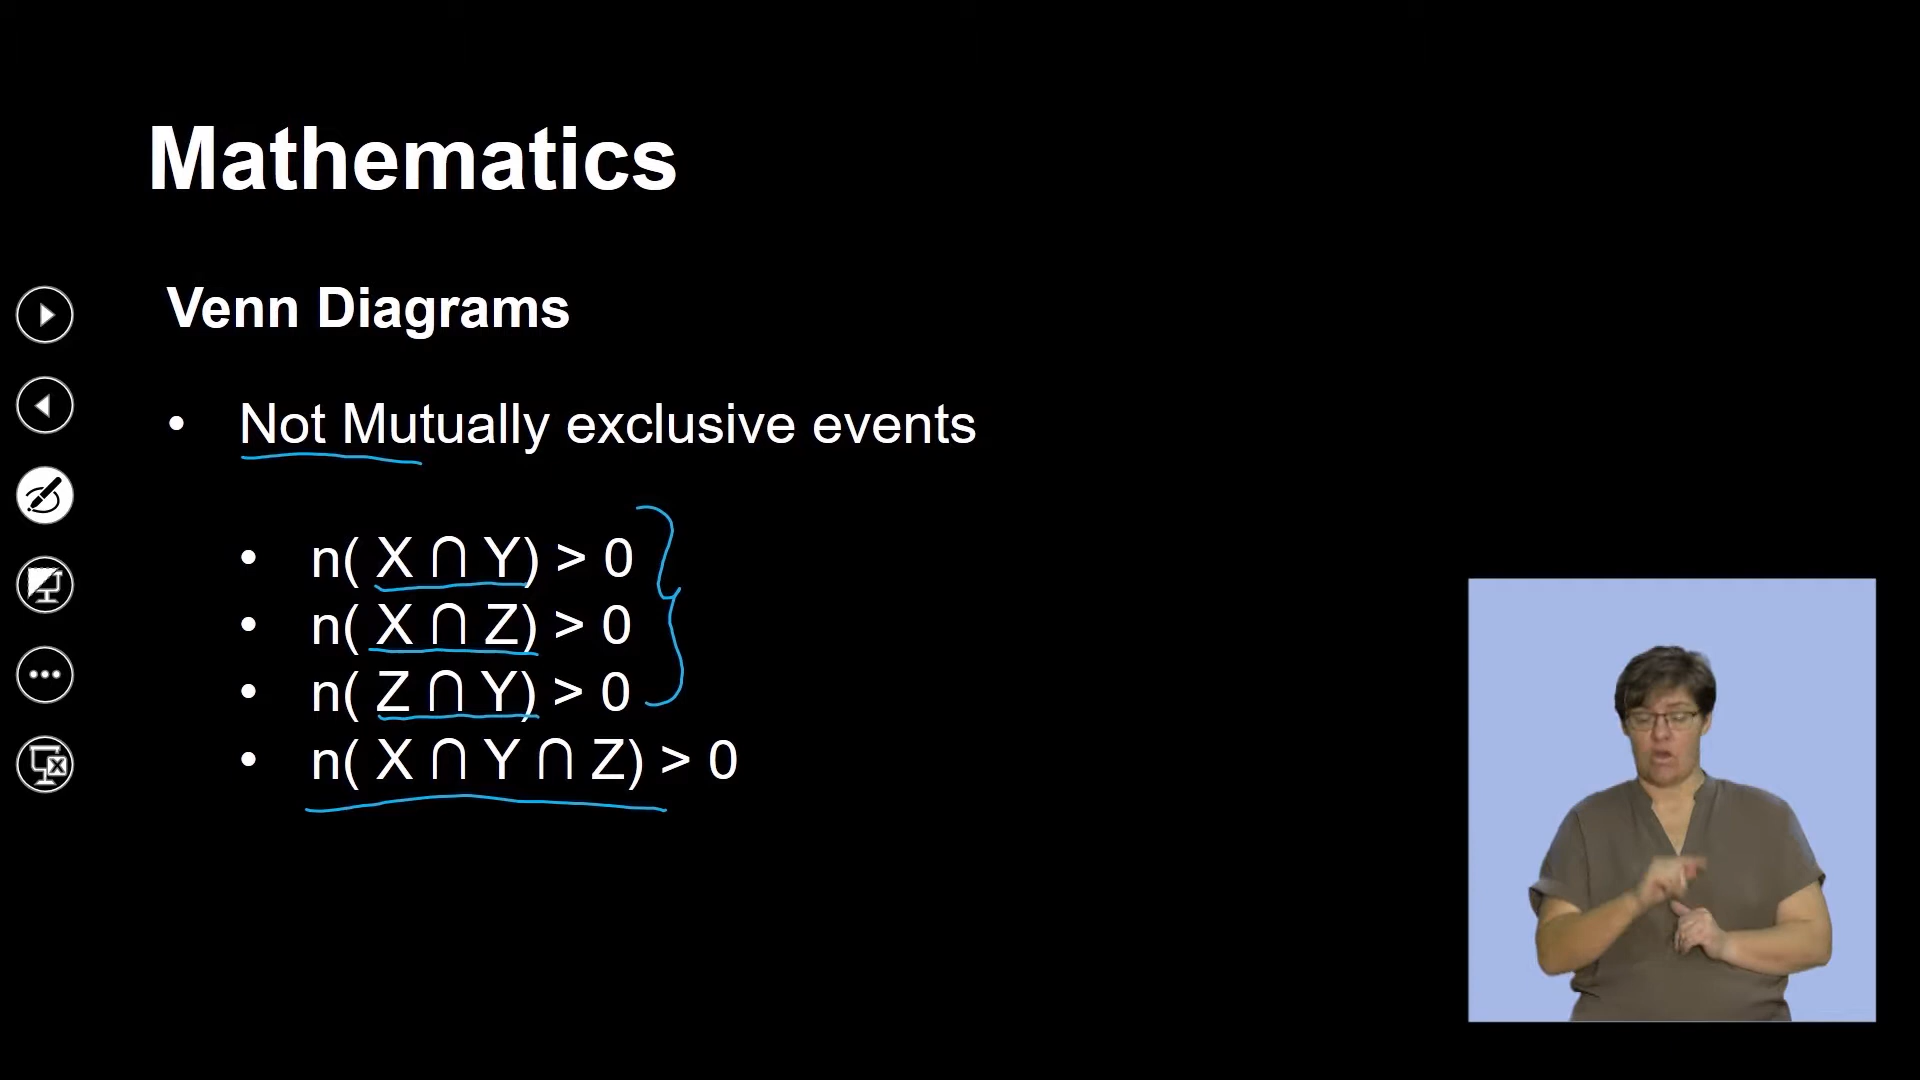 Mathematics
Venn Diagrams
• Not Mutually exclusive events
• n( X ∩ Y) > 0
• n( X ∩ Z) > 0
• n( Z ∩ Y) > 0
• n( X ∩ Y ∩ Z) > 0